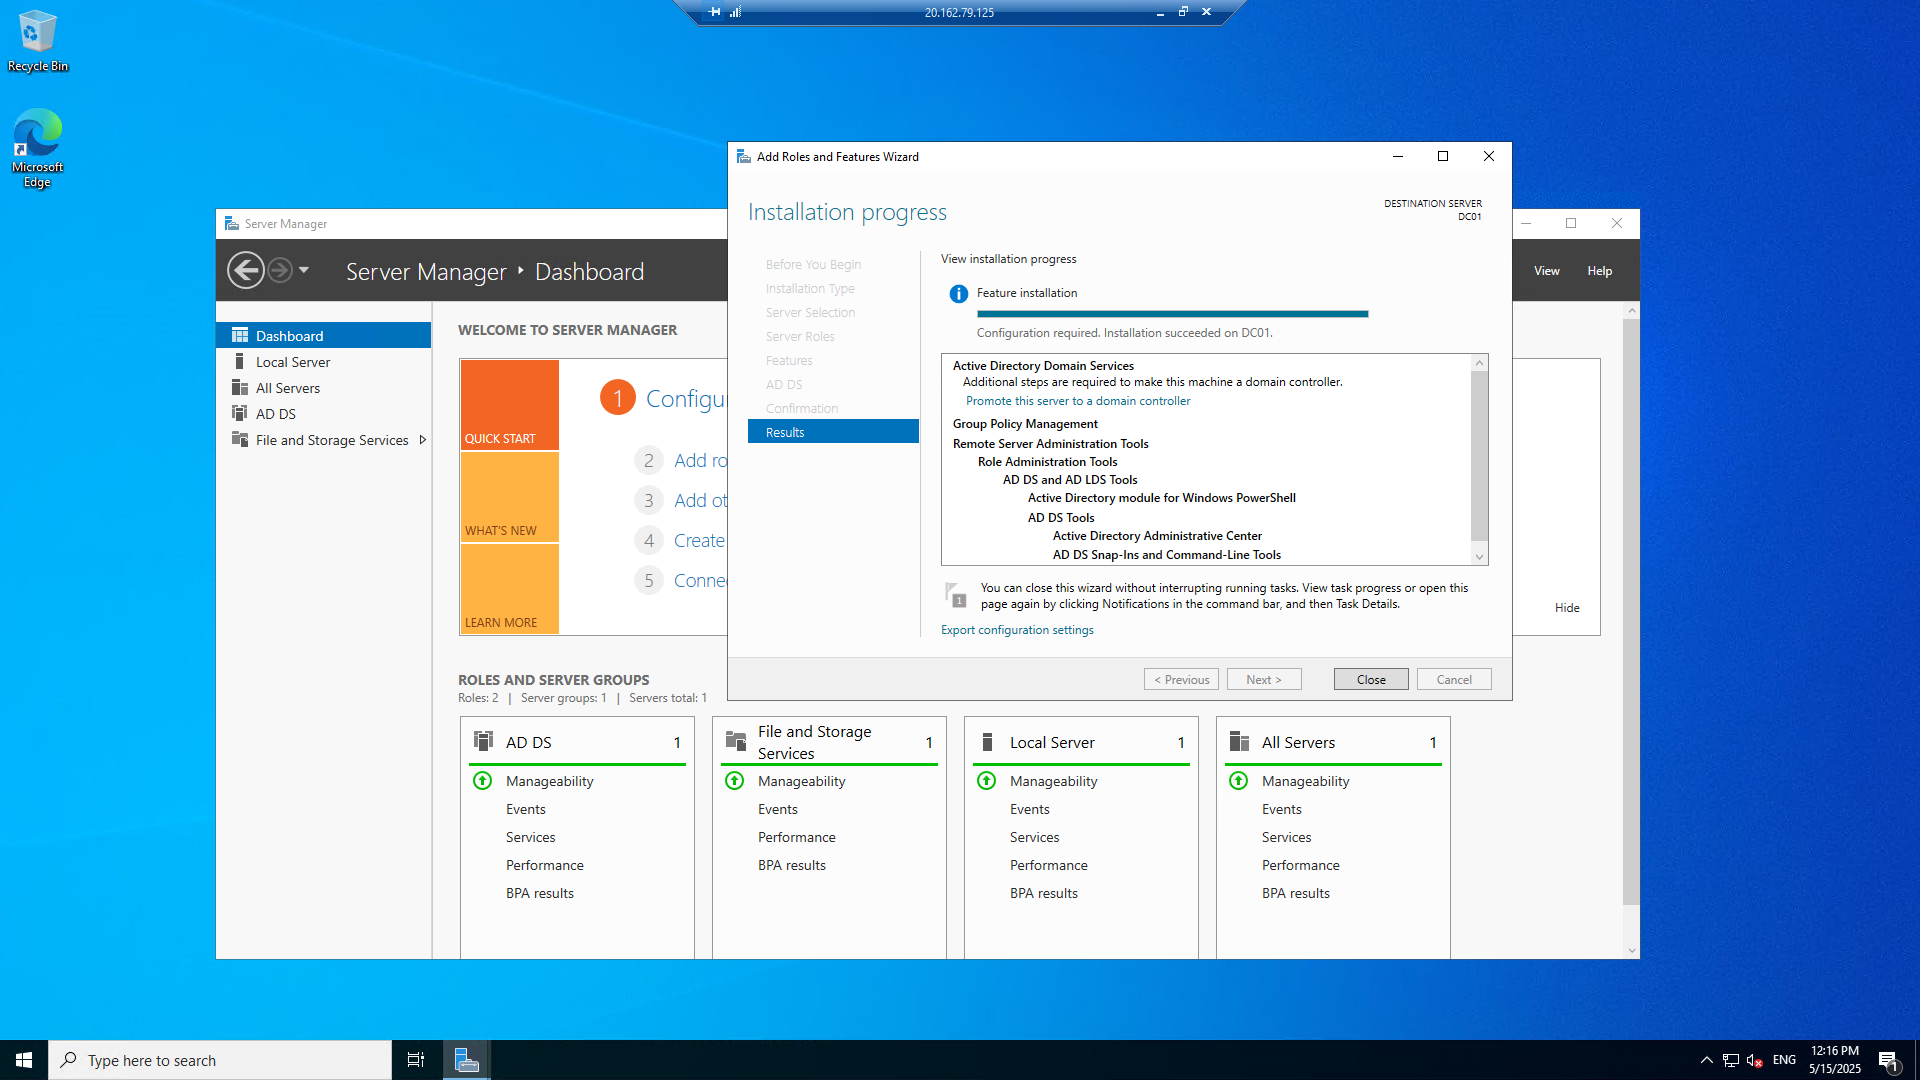 20.162.79.125
Recycle Bin
Microsoft
Edge
Server Manager
Server Manager
Dashboard
View
Help
Dashboard
Local Server
All Servers
AD DS
File and Storage Services
WELCOME TO SERVER MANAGER
QUICK START
WHAT'S NEW
LEARN MORE
1 Configu
2 Add ro
3 Add ot
4 Create
5 Conne
Hide
Add Roles and Features Wizard
Installation progress
DESTINATION SERVER
DC01
Before You Begin
Installation Type
Server Selection
Server Roles
Features
AD DS
Confirmation
Results
View installation progress
Feature installation
Configuration required. Installation succeeded on DC01.
Active Directory Domain Services
Additional steps are required to make this machine a domain controller.
Promote this server to a domain controller
Group Policy Management
Remote Server Administration Tools
Role Administration Tools
AD DS and AD LDS Tools
Active Directory module for Windows PowerShell
AD DS Tools
Active Directory Administrative Center
AD DS Snap-Ins and Command-Line Tools
1
You can close this wizard without interrupting running tasks. View task progress or open this
page again by clicking Notifications in the command bar, and then Task Details.
Export configuration settings
< Previous
Next >
Close
Cancel
ROLES AND SERVER GROUPS
Roles: 2 | Server groups: 1 | Servers total: 1
AD DS 1
Manageability
Events
Services
Performance
BPA results
File and Storage
Services 1
Manageability
Events
Performance
BPA results
Local Server 1
Manageability
Events
Services
Performance
BPA results
All Servers 1
Manageability
Events
Services
Performance
BPA results
Type here to search
ENG
12:16 PM
5/15/2025
1